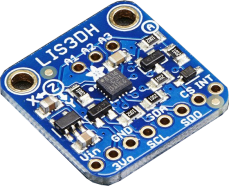 LIS3DH
A1 A2 A3
X Z
Vin
3Vo
GND
SCL
SDA
SDO
CS
INT